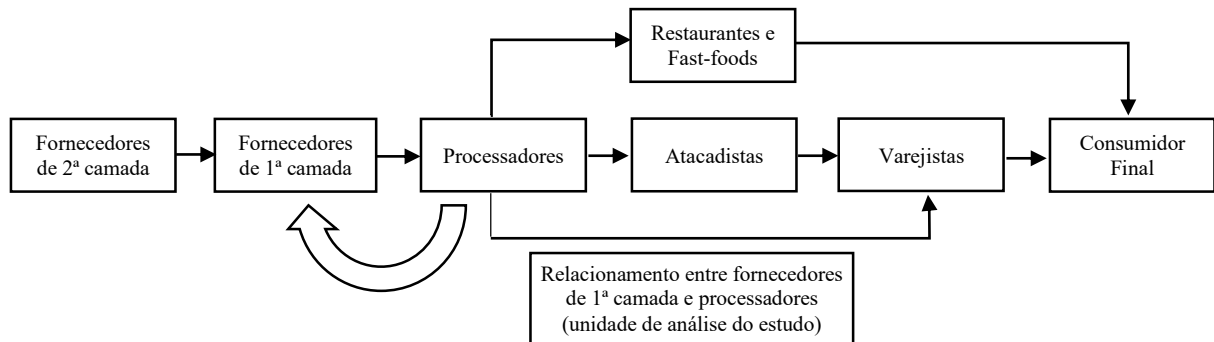 Restaurantes e
Fast-foods
Fornecedores
de 2ª camada
Fornecedores
de 1ª camada
Processadores
Atacadistas
Varejistas
Consumidor
Final
Relacionamento entre fornecedores
de 1ª camada e processadores
(unidade de análise do estudo)